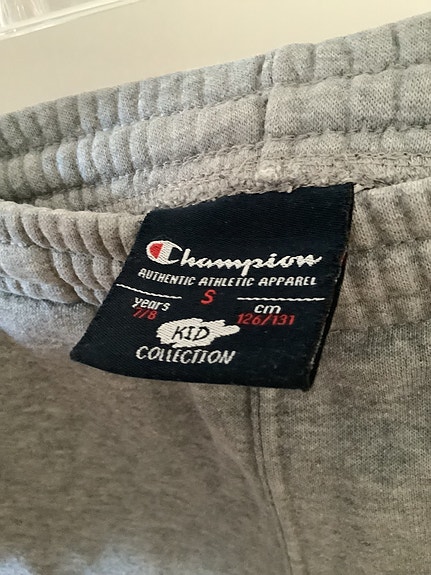 Champion
AUTHENTIC ATHLETIC APPAREL
S
years cm
7/8 126/131
KID
COLLECTION